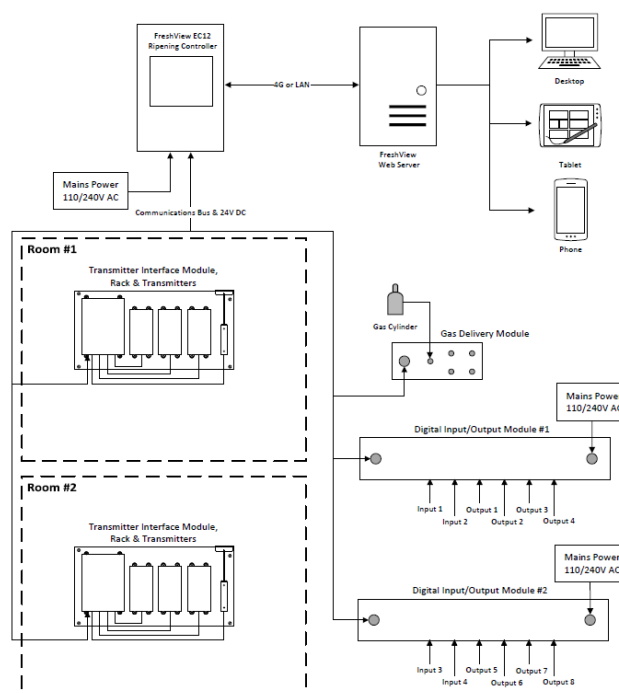 FreshView EC12
Ripening Controller
4G or LAN
FreshView
Web Server
Desktop
Tablet
Phone
Mains Power
110/240V AC
Communications Bus & 24V DC
Room #1
Transmitter Interface Module,
Rack & Transmitters
Gas Cylinder
Gas Delivery Module
Mains Power
110/240V AC
Digital Input/Output Module #1
Input 1
Input 2
Output 1
Output 2
Output 3
Output 4
Room #2
Transmitter Interface Module,
Rack & Transmitters
Mains Power
110/240V AC
Digital Input/Output Module #2
Input 3
Input 4
Output 5
Output 6
Output 7
Output 8